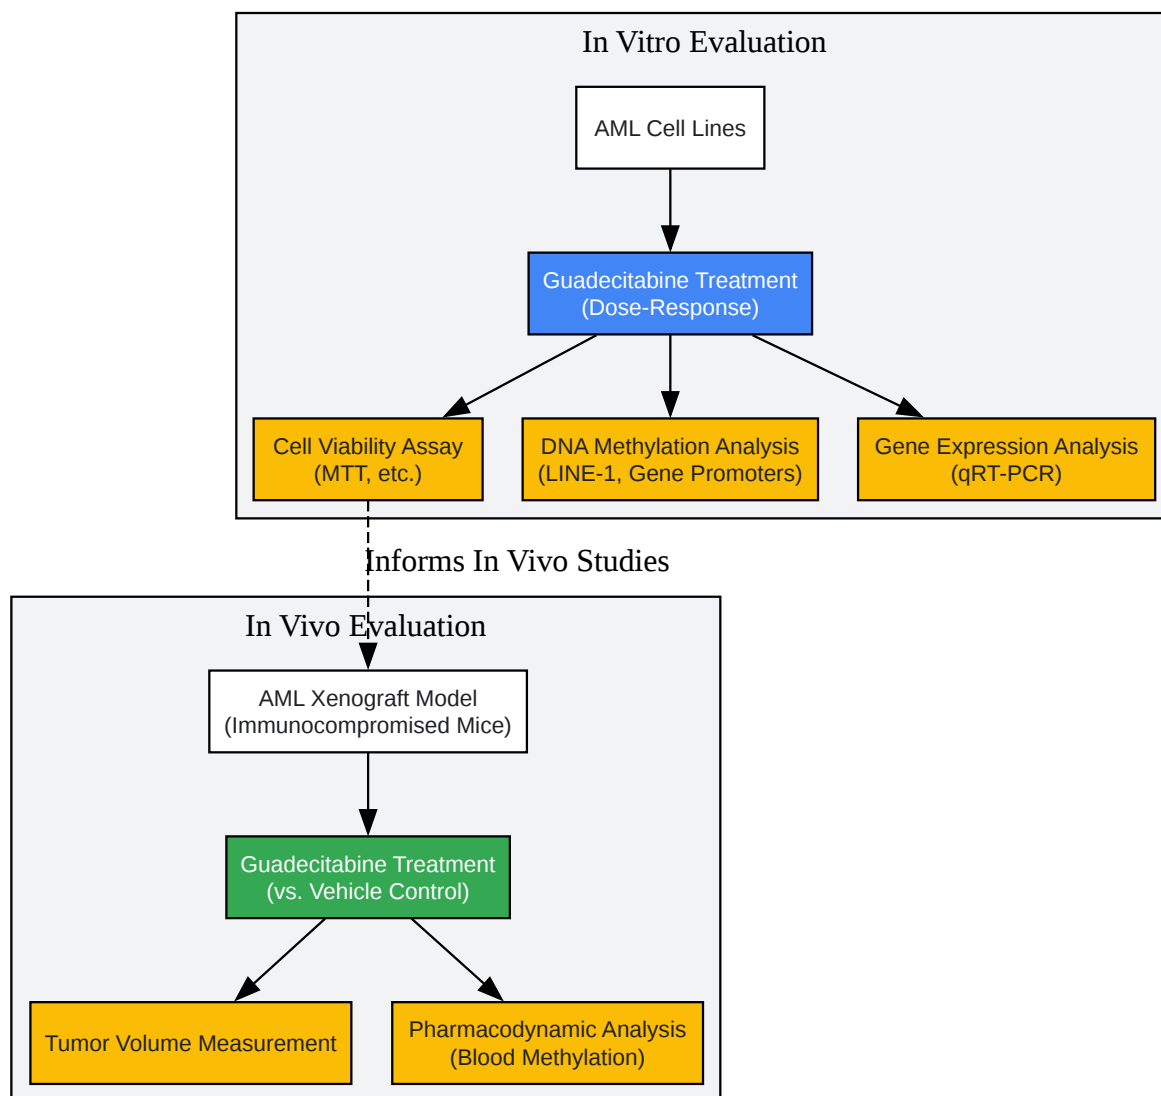 In Vitro Evaluation
AML Cell Lines
Guadecitabine Treatment
(Dose-Response)
Cell Viability Assay
(MTT, etc.)
DNA Methylation Analysis
(LINE-1, Gene Promoters)
Gene Expression Analysis
(qRT-PCR)
Informs In Vivo Studies
In Vivo Evaluation
AML Xenograft Model
(Immunocompromised Mice)
Guadecitabine Treatment
(vs. Vehicle Control)
Tumor Volume Measurement
Pharmacodynamic Analysis
(Blood Methylation)